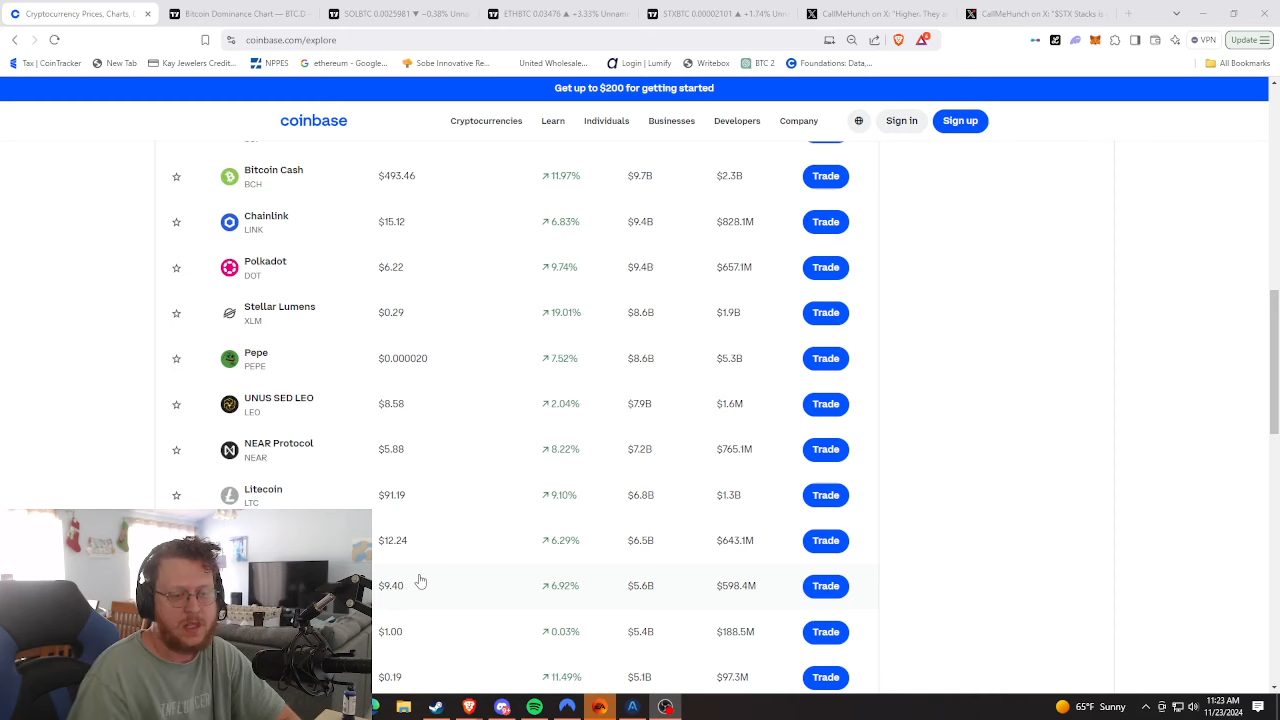 Cryptocurrency Prices, Charts, D
Bitcoin Dominance Chart — BTC.D
SOLBTC 0.0025981 ▼ −0.3
ETHBTC 0.03476 ▲ +3.33% Unnam
STXBTC 0.00002101 ▲ +1.74% Unn
CallMeHunch on X: "Higher. They a
CallMeHunch on X: "$STX Stacks is
coinbase.com/explore
VPN
Update
Tax | CoinTracker
New Tab
Kay Jewelers Credit...
NPPES
ethereum - Google...
Sobe Innovative Re...
United Wholesale...
Login | Lumify
Writebox
BTC 2
Foundations: Data,...
All Bookmarks
Get up to $200 for getting started
coinbase
Cryptocurrencies
Learn
Individuals
Businesses
Developers
Company
Sign in
Sign up
Bitcoin Cash
BCH
$493.46
↗ 11.97%
$9.7B
$2.3B
Trade
Chainlink
LINK
$15.12
↗ 6.83%
$9.4B
$828.1M
Trade
Polkadot
DOT
$6.22
↗ 9.74%
$9.4B
$657.1M
Trade
Stellar Lumens
XLM
$0.29
↗ 19.01%
$8.6B
$1.9B
Trade
Pepe
PEPE
$0.000020
↗ 7.52%
$8.6B
$5.3B
Trade
UNUS SED LEO
LEO
$8.58
↗ 2.04%
$7.9B
$1.6M
Trade
NEAR Protocol
NEAR
$5.88
↗ 8.22%
$7.2B
$765.1M
Trade
Litecoin
LTC
$91.19
↗ 9.10%
$6.8B
$1.3B
Trade
$12.24
↗ 6.29%
$6.5B
$643.1M
Trade
$9.40
↗ 6.92%
$5.6B
$598.4M
Trade
$1.00
↗ 0.03%
$5.4B
$188.5M
Trade
$0.19
↗ 11.49%
$5.1B
$97.3M
Trade
65°F Sunny
11:23 AM
11/23/2024